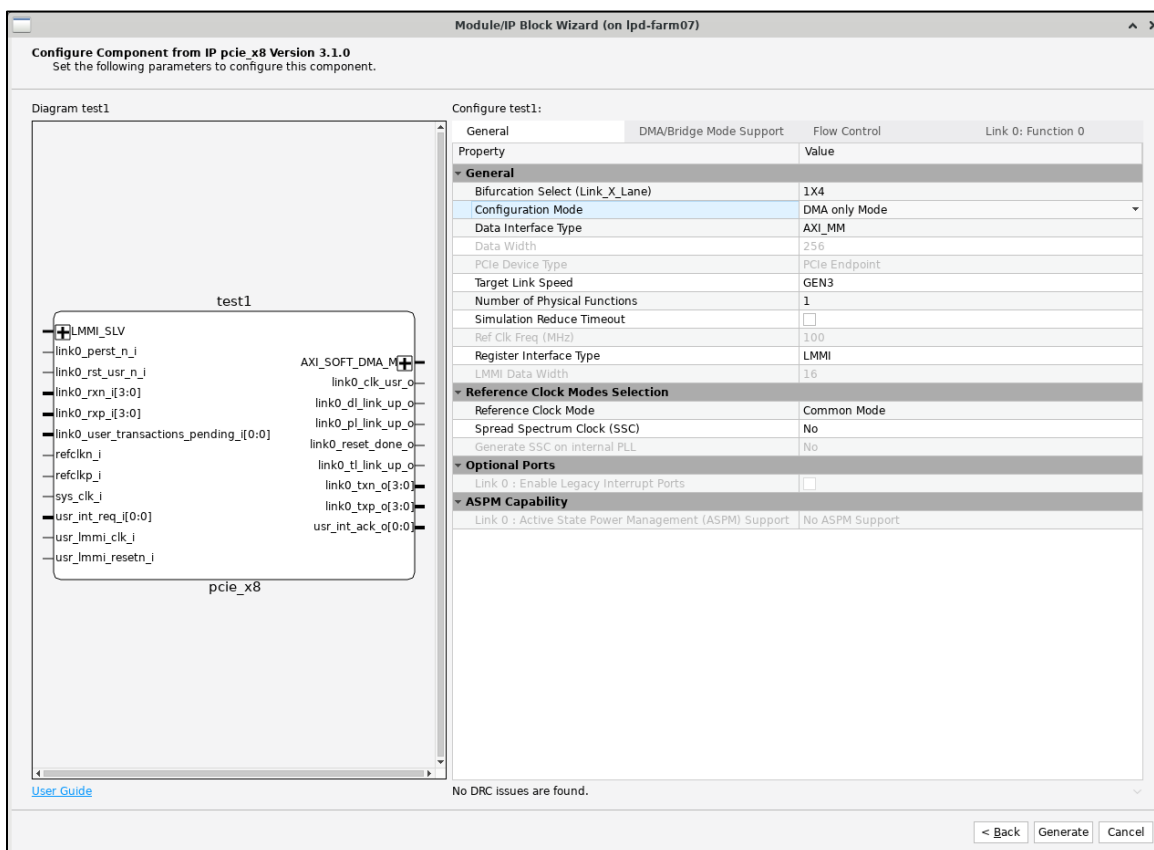 Module/IP Block Wizard (on lpd-farm07)
Configure Component from IP pcie_x8 Version 3.1.0
Set the following parameters to configure this component.
Diagram test1
test1
LMMI_SLV
link0_perst_n_i
link0_rst_usr_n_i
link0_rxn_i[3:0]
link0_rxp_i[3:0]
link0_user_transactions_pending_i[0:0]
refclkn_i
refclkp_i
sys_clk_i
usr_int_req_i[0:0]
usr_lmmi_clk_i
usr_lmmi_resetn_i
AXI_SOFT_DMA_M
link0_clk_usr_o
link0_dl_link_up_o
link0_pl_link_up_o
link0_reset_done_o
link0_tl_link_up_o
link0_txn_o[3:0]
link0_txp_o[3:0]
usr_int_ack_o[0:0]
pcie_x8
User Guide
Configure test1:
General DMA/Bridge Mode Support Flow Control Link 0: Function 0
Property Value
General
Bifurcation Select (Link_X_Lane) 1X4
Configuration Mode DMA only Mode
Data Interface Type AXI_MM
Data Width 256
PCIe Device Type PCIe Endpoint
Target Link Speed GEN3
Number of Physical Functions 1
Simulation Reduce Timeout
Ref Clk Freq (MHz) 100
Register Interface Type LMMI
LMMI Data Width 16
Reference Clock Modes Selection
Reference Clock Mode Common Mode
Spread Spectrum Clock (SSC) No
Generate SSC on internal PLL No
Optional Ports
Link 0 : Enable Legacy Interrupt Ports
ASPM Capability
Link 0 : Active State Power Management (ASPM) Support No ASPM Support
No DRC issues are found.
< Back Generate Cancel